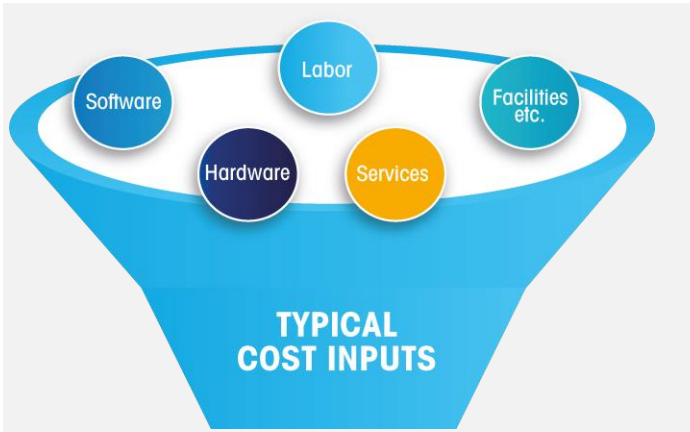 Labor
Software
Facilities
etc.
Hardware
Services
TYPICAL
COST INPUTS